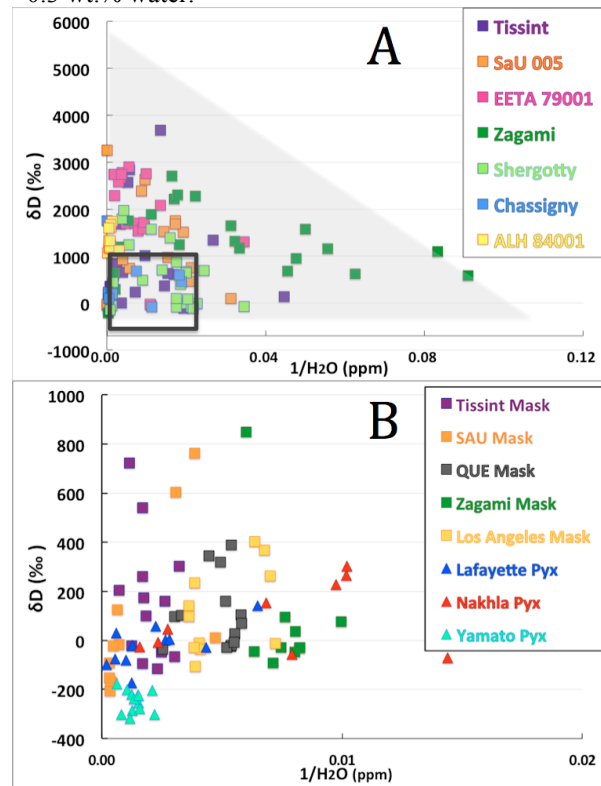 0.5 wt.% water.
A
6000
5000
4000
3000
2000
1000
0
-1000
δD (‰)
0.00
0.04
0.08
0.12
1/H2O (ppm)
Tissint
SaU 005
EETA 79001
Zagami
Shergotty
Chassigny
ALH 84001
B
1000
800
600
400
200
0
-200
-400
δD (‰)
0.00
0.01
0.02
1/H2O (ppm)
Tissint Mask
SAU Mask
QUE Mask
Zagami Mask
Los Angeles Mask
Lafayette Pyx
Nakhla Pyx
Yamato Pyx